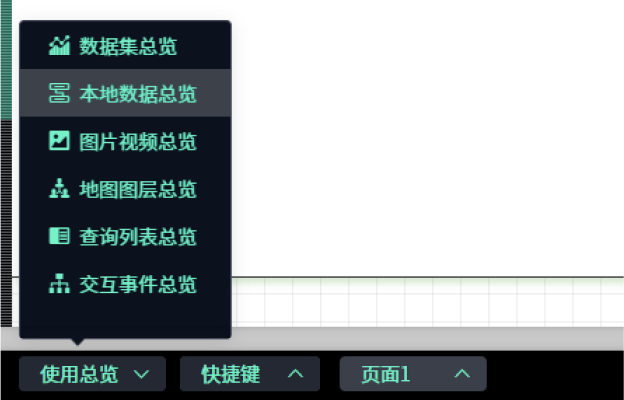 数据集总览
本地数据总览
图片视频总览
地图图层总览
查询列表总览
交互事件总览
使用总览 快捷键 页面1